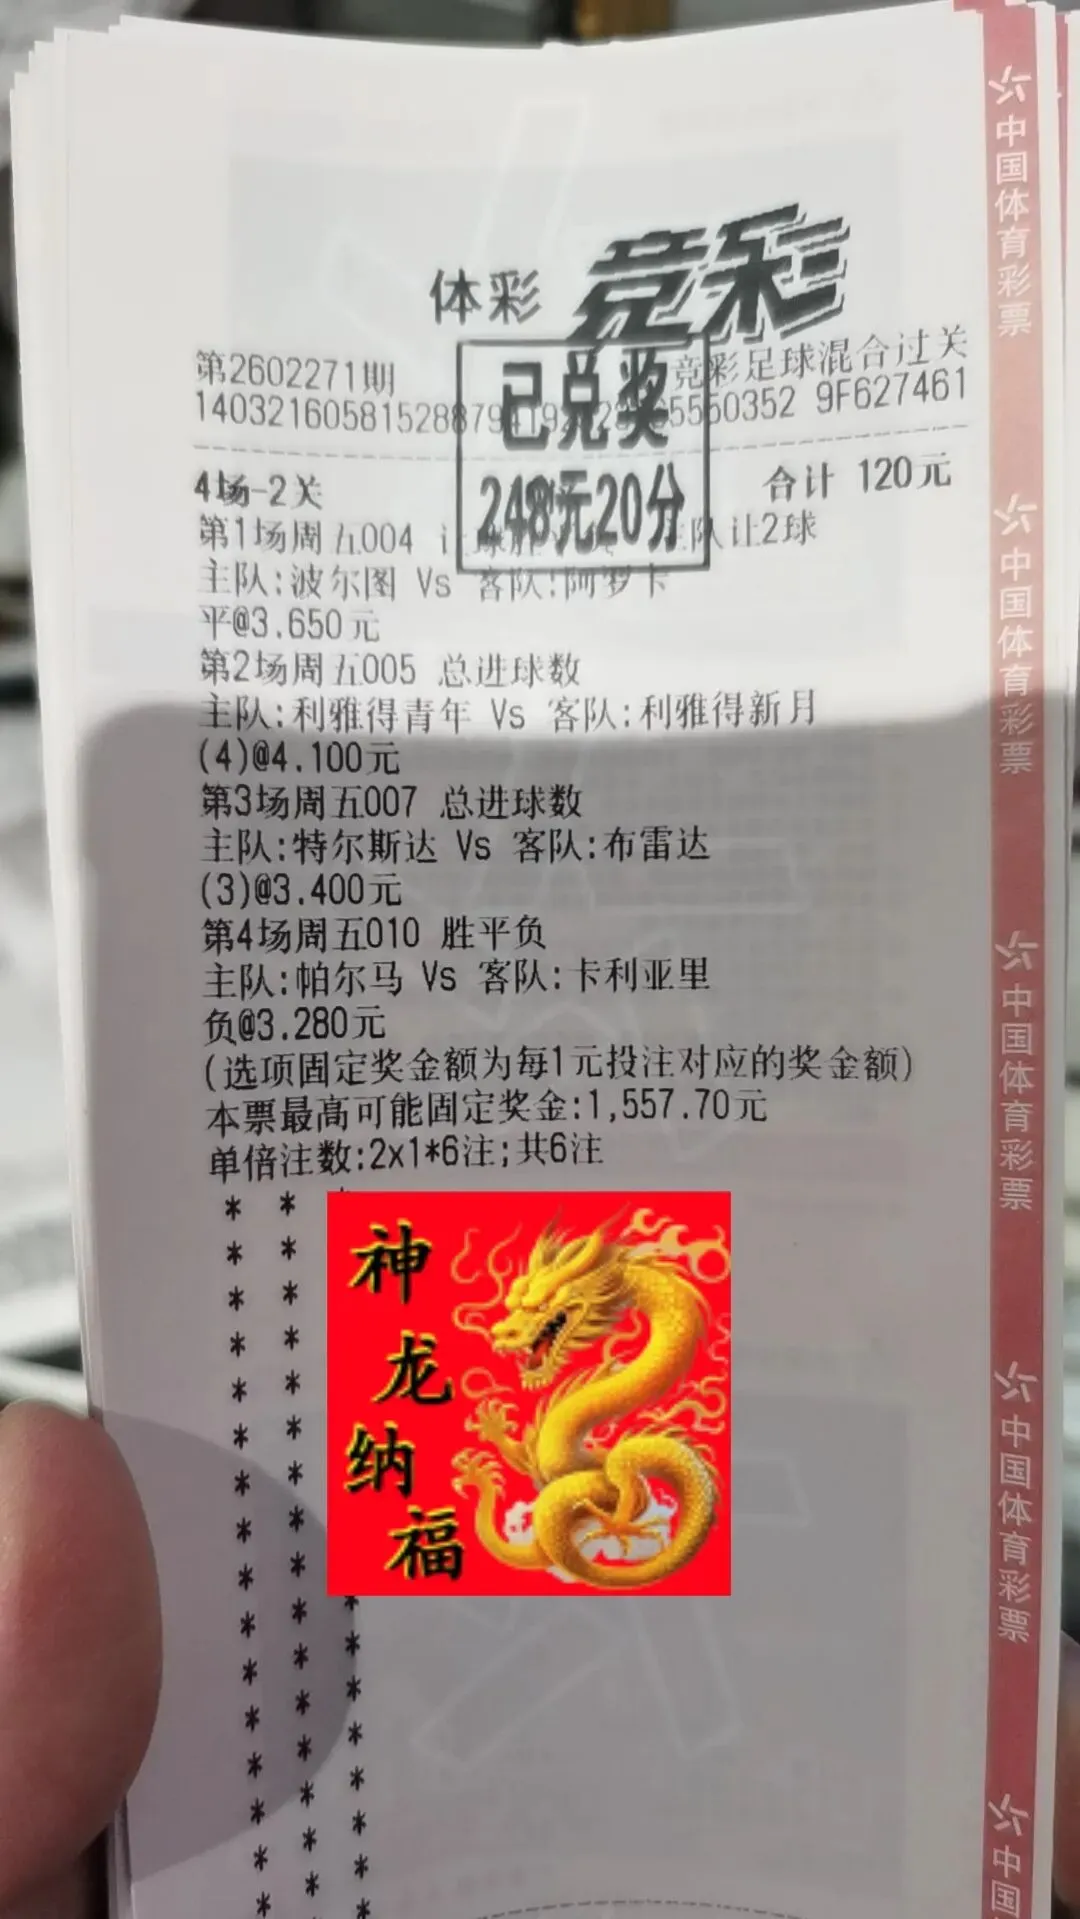 体彩 竞彩
第2602271期
竞彩足球混合过关
已兑奖
9F627461
248元20分
4场-2关
合计 120元
第1场周五004
主队让2球
主队:波尔图 Vs 客队:阿罗卡
平@3.650元
第2场周五005 总进球数
主队:利雅得青年 Vs 客队:利雅得新月
(4)@4.100元
第3场周五007 总进球数
主队:特尔斯达 Vs 客队:布雷达
(3)@3.400元
第4场周五010 胜平负
主队:帕尔马 Vs 客队:卡利亚里
负@3.280元
(选项固定奖金额为每1元投注对应的奖金额)
本票最高可能固定奖金:1,557.70元
单倍注数:2x1*6注;共6注
神龙纳福
中国体育彩票
中国体育彩票
中国体育彩票
中国体育彩票
中国